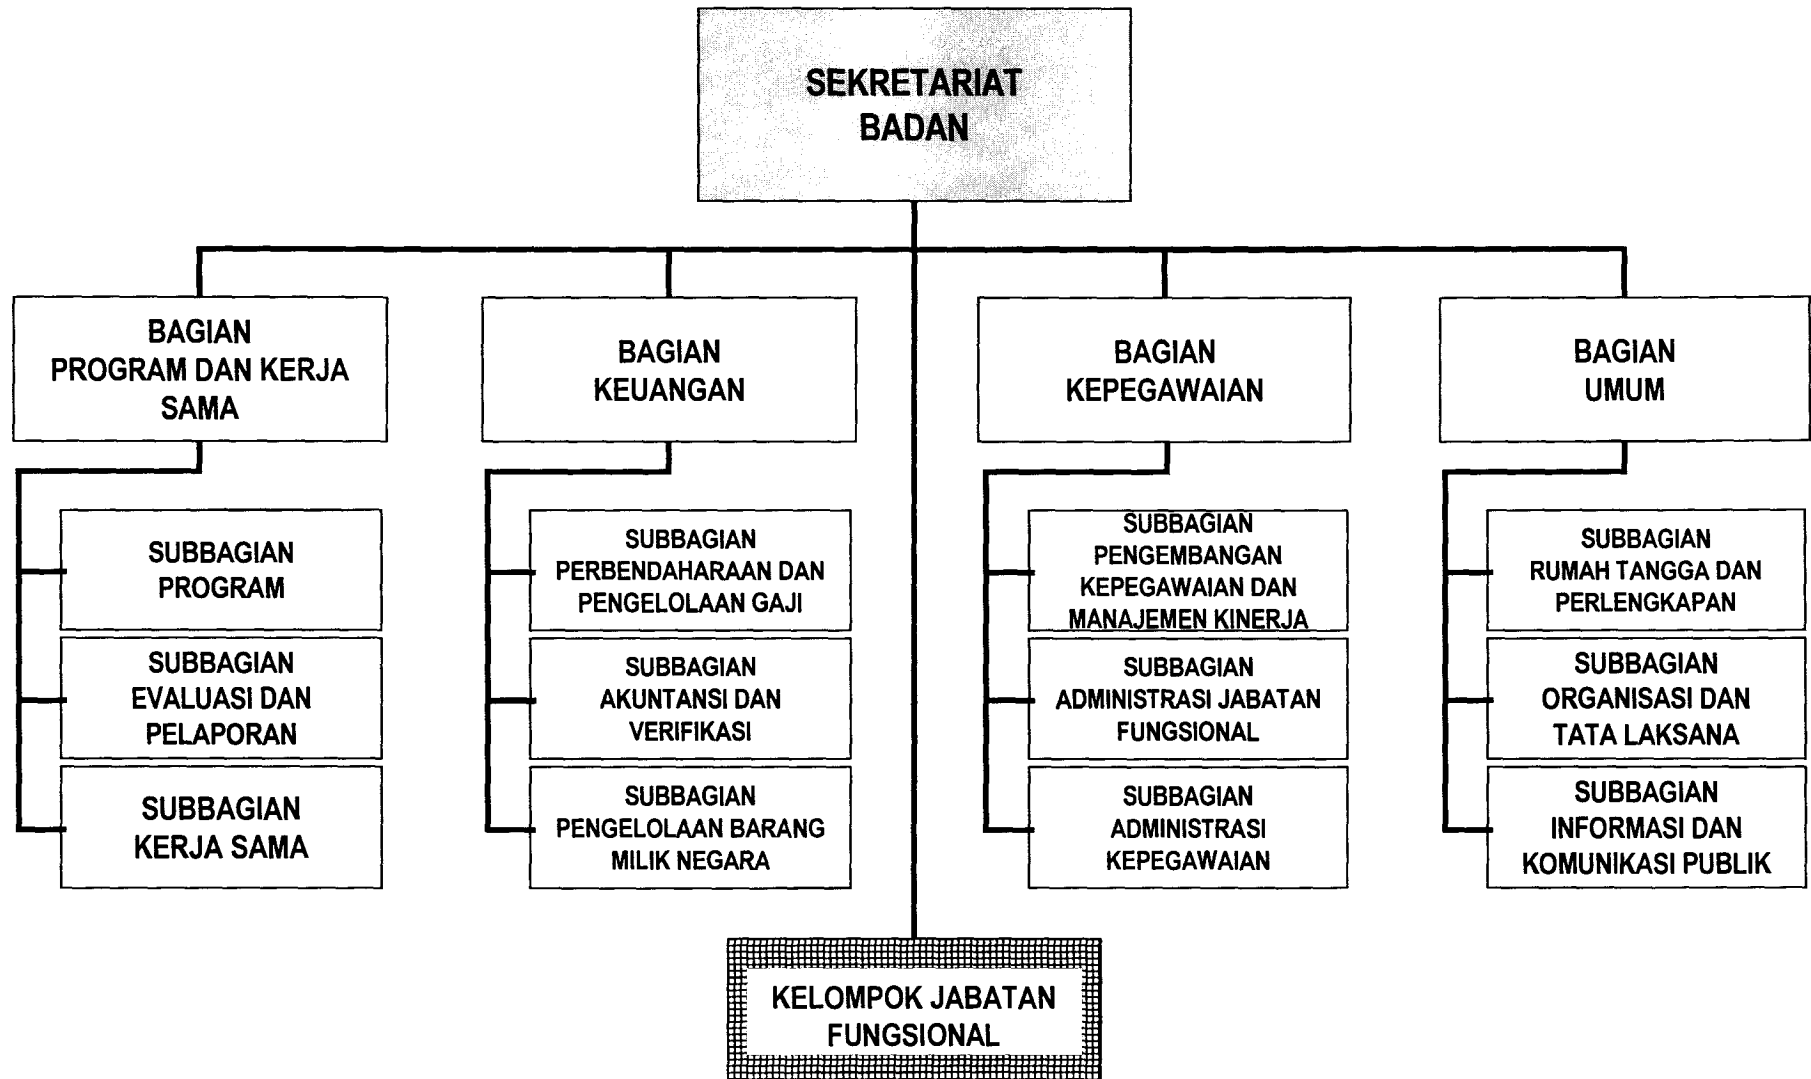 SEKRETARIAT
BADAN
BAGIAN
PROGRAM DAN KERJA
SAMA
SUBBAGIAN
PROGRAM
SUBBAGIAN
EVALUASI DAN
PELAPORAN
SUBBAGIAN
KERJA SAMA
BAGIAN
KEUANGAN
SUBBAGIAN
PERBENDAHARAAN DAN
PENGELOLAAN GAJI
SUBBAGIAN
AKUNTANSI DAN
VERIFIKASI
SUBBAGIAN
PENGELOLAAN BARANG
MILIK NEGARA
BAGIAN
KEPEGAWAIAN
SUBBAGIAN
PENGEMBANGAN
KEPEGAWAIAN DAN
MANAJEMEN KINERJA
SUBBAGIAN
ADMINISTRASI JABATAN
FUNGSIONAL
SUBBAGIAN
ADMINISTRASI
KEPEGAWAIAN
BAGIAN
UMUM
SUBBAGIAN
RUMAH TANGGA DAN
PERLENGKAPAN
SUBBAGIAN
ORGANISASI DAN
TATA LAKSANA
SUBBAGIAN
INFORMASI DAN
KOMUNIKASI PUBLIK
KELOMPOK JABATAN
FUNGSIONAL